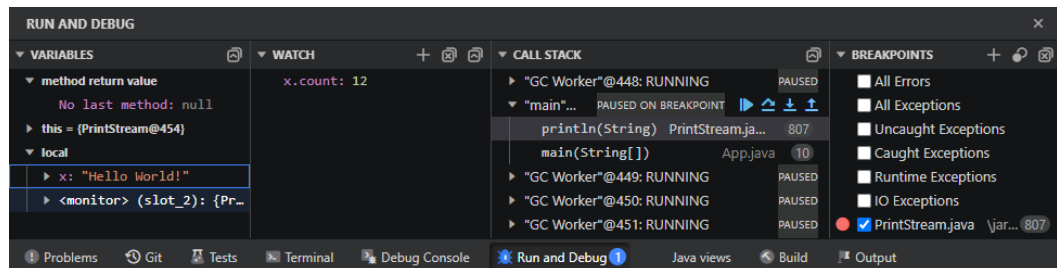 RUN AND DEBUG
VARIABLES
method return value
No last method: null
this = {PrintStream@454}
local
x: "Hello World!"
<monitor> (slot_2): {Pr...
WATCH
x.count: 12
CALL STACK
"GC Worker"@448: RUNNING PAUSED
"main"... PAUSED ON BREAKPOINT
println(String) PrintStream.ja... 807
main(String[]) App.java 10
"GC Worker"@449: RUNNING PAUSED
"GC Worker"@450: RUNNING PAUSED
"GC Worker"@451: RUNNING PAUSED
BREAKPOINTS
All Errors
All Exceptions
Uncaught Exceptions
Caught Exceptions
Runtime Exceptions
IO Exceptions
PrintStream.java \jar... 807
Problems Git Tests Terminal Debug Console Run and Debug 1 Java views Build Output